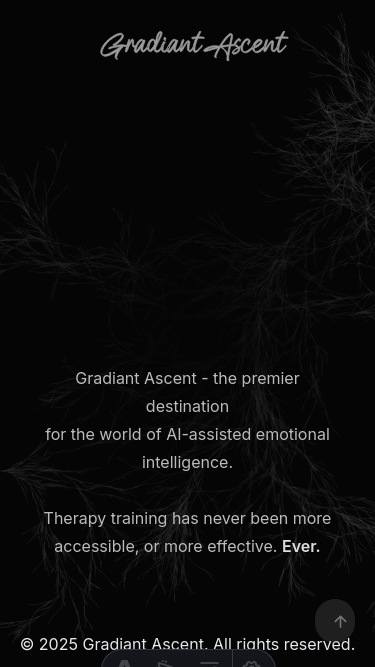 Gradiant Ascent
Gradiant Ascent - the premier
destination
for the world of AI-assisted emotional
intelligence.
Therapy training has never been more
accessible, or more effective. Ever.
© 2025 Gradiant Ascent. All rights reserved.